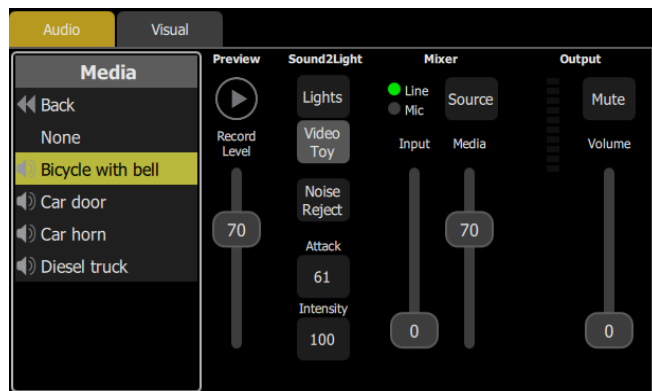 Audio
Visual
Media
Back
None
Bicycle with bell
Car door
Car horn
Diesel truck
Preview
Record
Level
70
Sound2Light
Lights
Video
Toy
Noise
Reject
Attack
61
Intensity
100
Mixer
Line
Mic
Source
Input
Media
0
70
Output
Mute
Volume
0